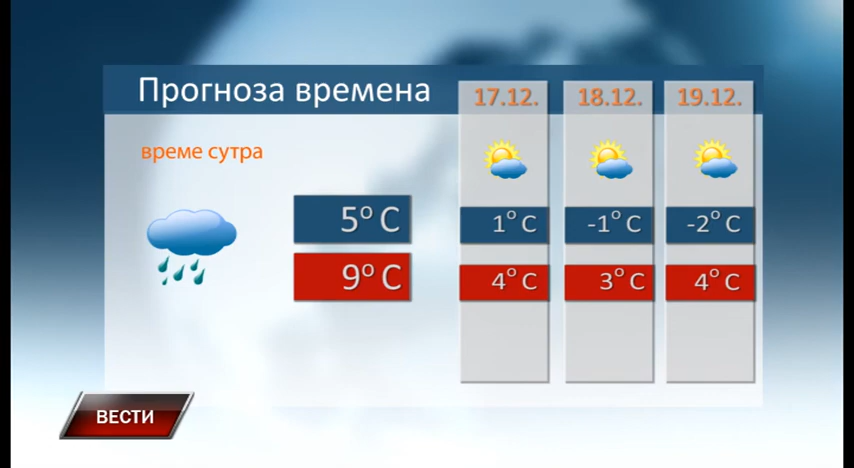 Прогноза времена
17.12. 18.12. 19.12.
време сутра
5° C 1° C -1° C -2° C
9° C 4° C 3° C 4° C
ВЕСТИ